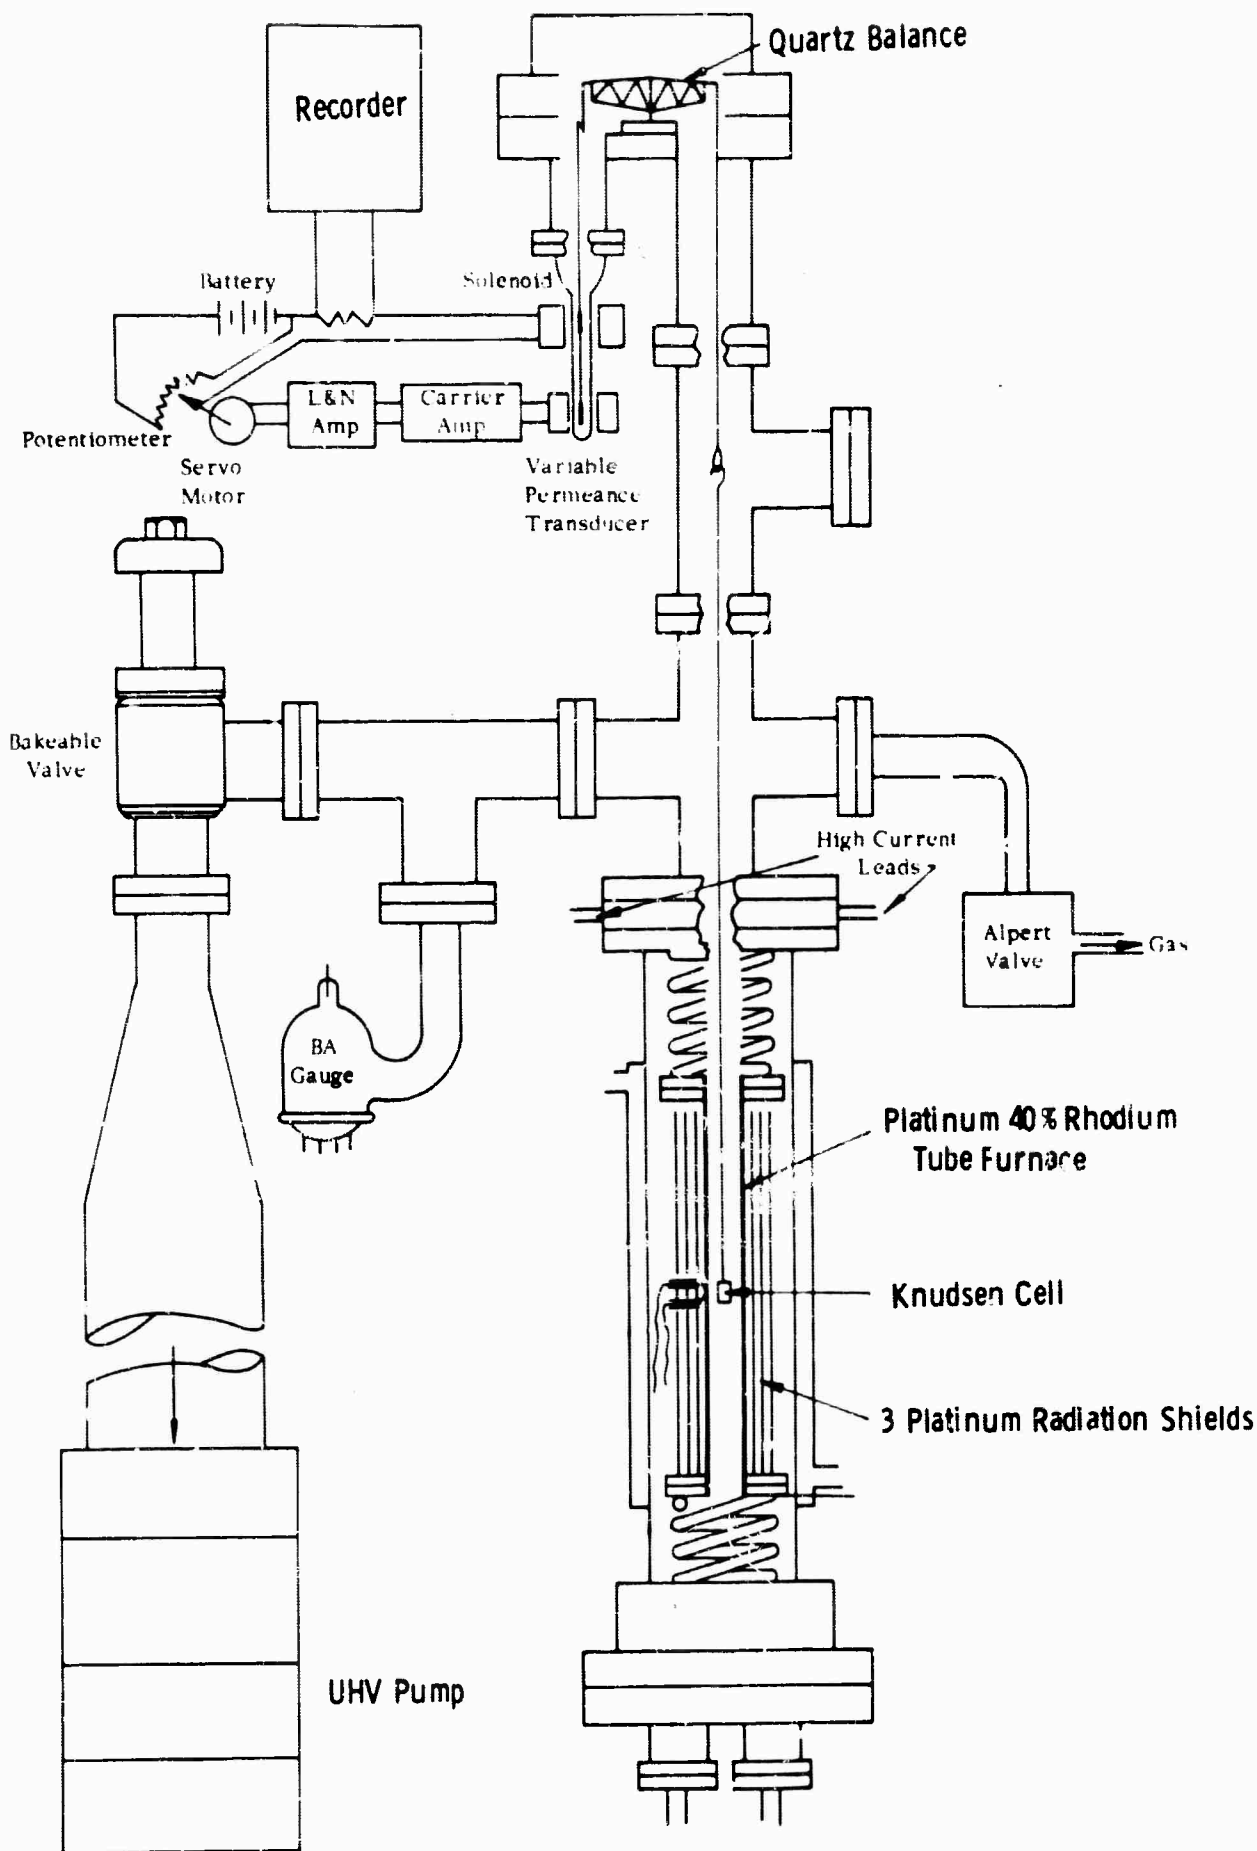 Quartz Balance
Recorder
Battery
Solenoid
L&N
Amp
Carrier
Amp
Potentiometer
Servo
Motor
Variable
Permeance
Transducer
Bakeable
Valve
High Current
Leads
Alpert
Valve
Gas
BA
Gauge
Platinum 40% Rhodium
Tube Furnace
Knudsen Cell
3 Platinum Radiation Shields
UHV Pump